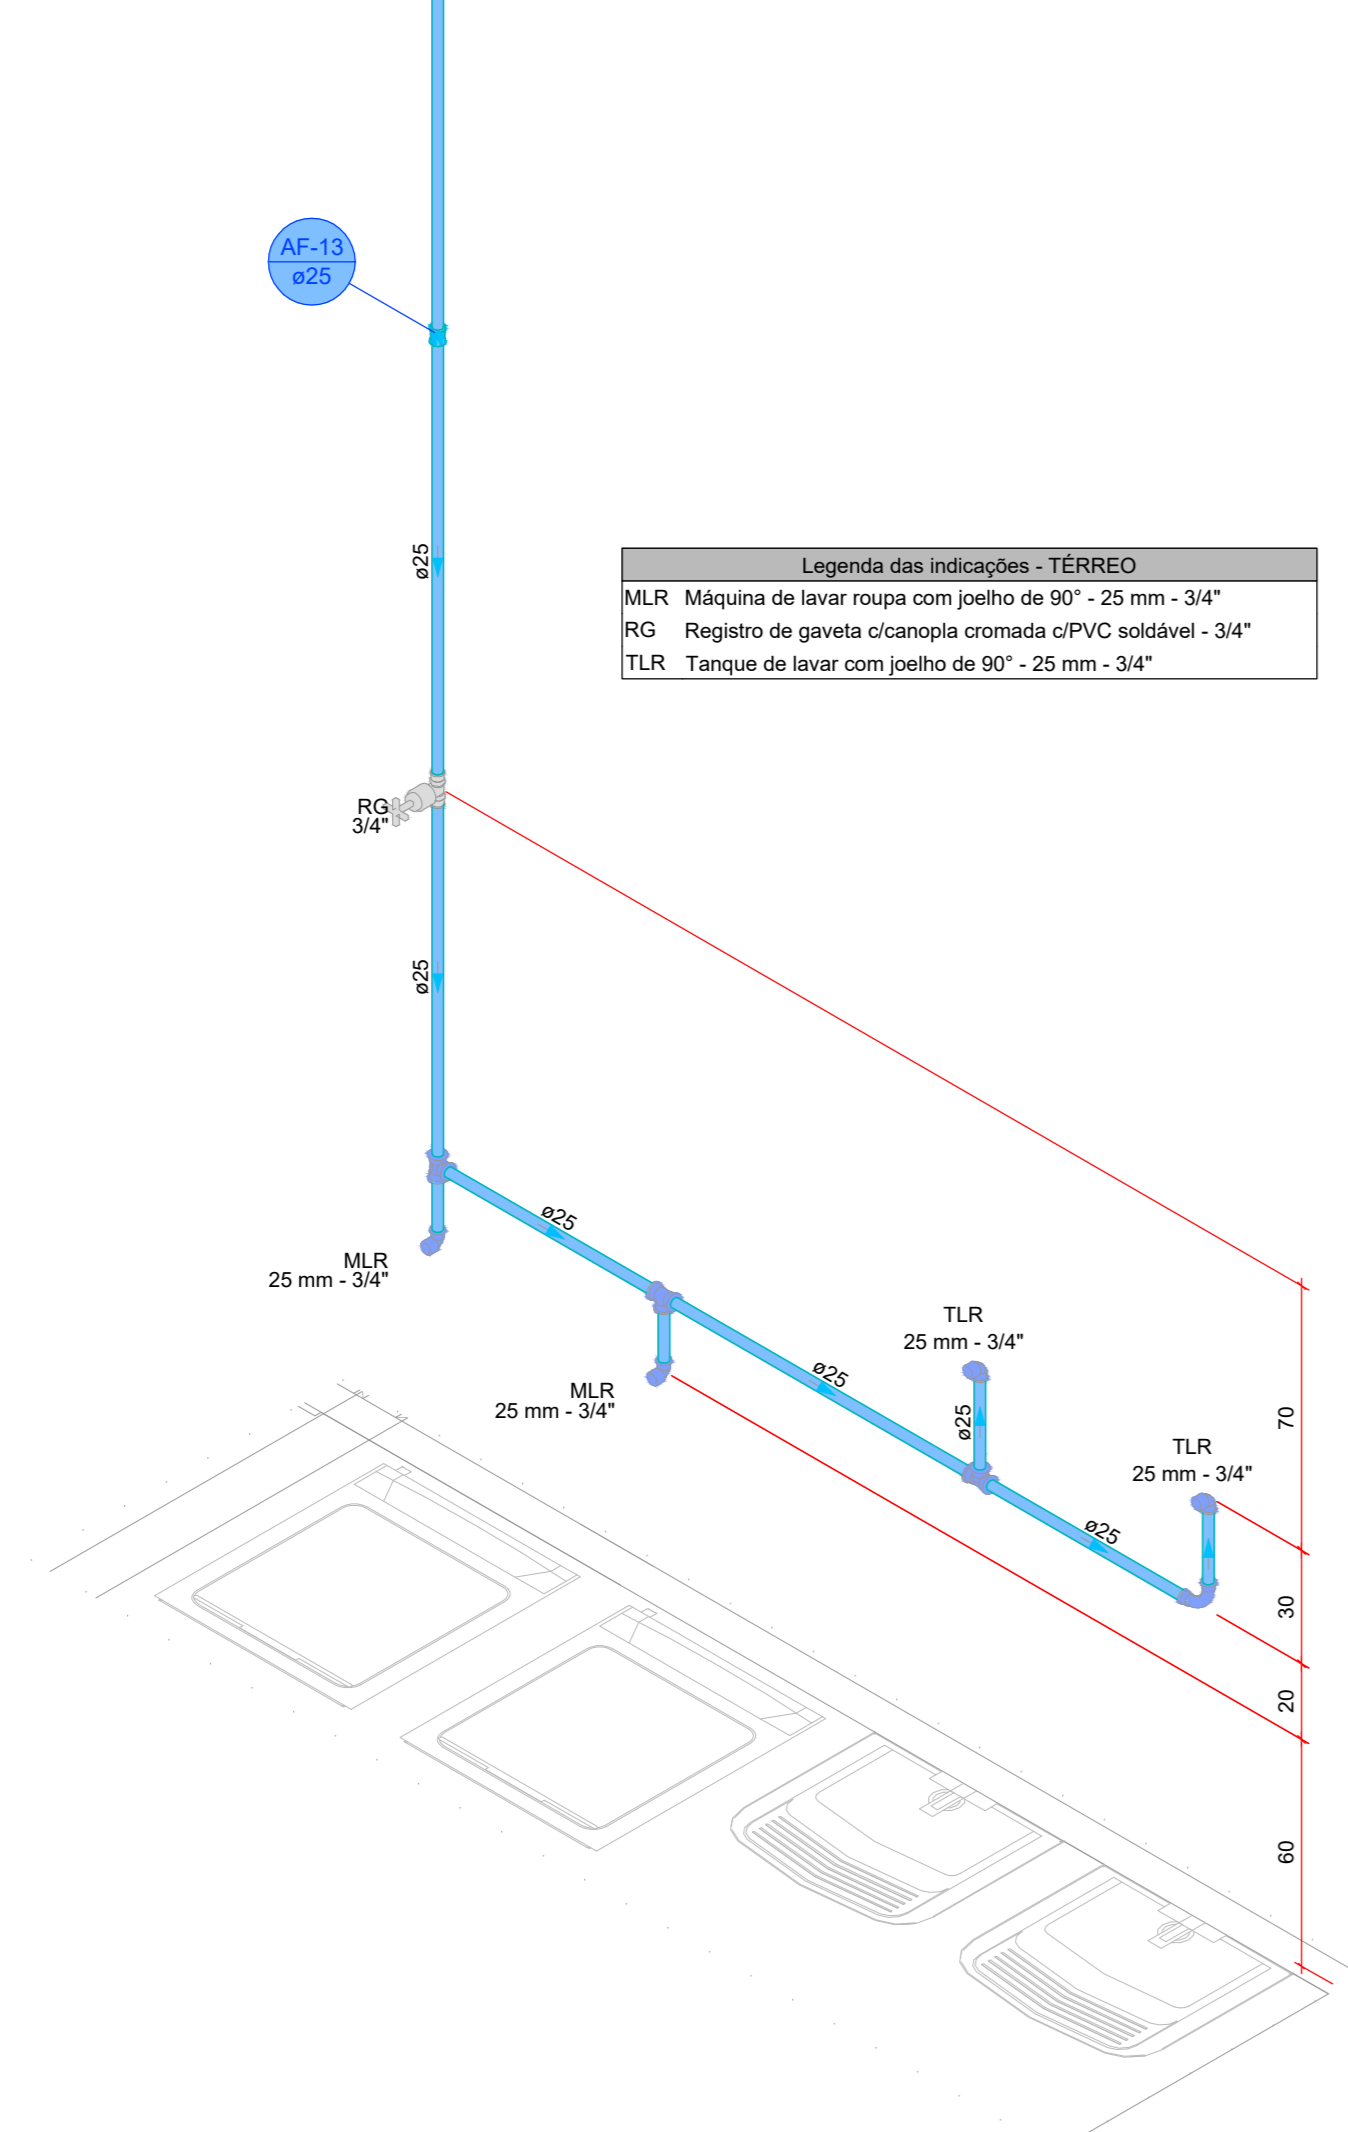 AF-13
ø25
ø25
Legenda das indicações - TÉRREO
MLR Máquina de lavar roupa com joelho de 90° - 25 mm - 3/4"
RG Registro de gaveta c/canopla cromada c/PVC soldável - 3/4"
TLR Tanque de lavar com joelho de 90° - 25 mm - 3/4"
RG
3/4"
ø25
ø25
MLR
25 mm - 3/4"
TLR
25 mm - 3/4"
ø25
MLR
25 mm - 3/4"
ø25
70
TLR
25 mm - 3/4"
ø25
30
20
60